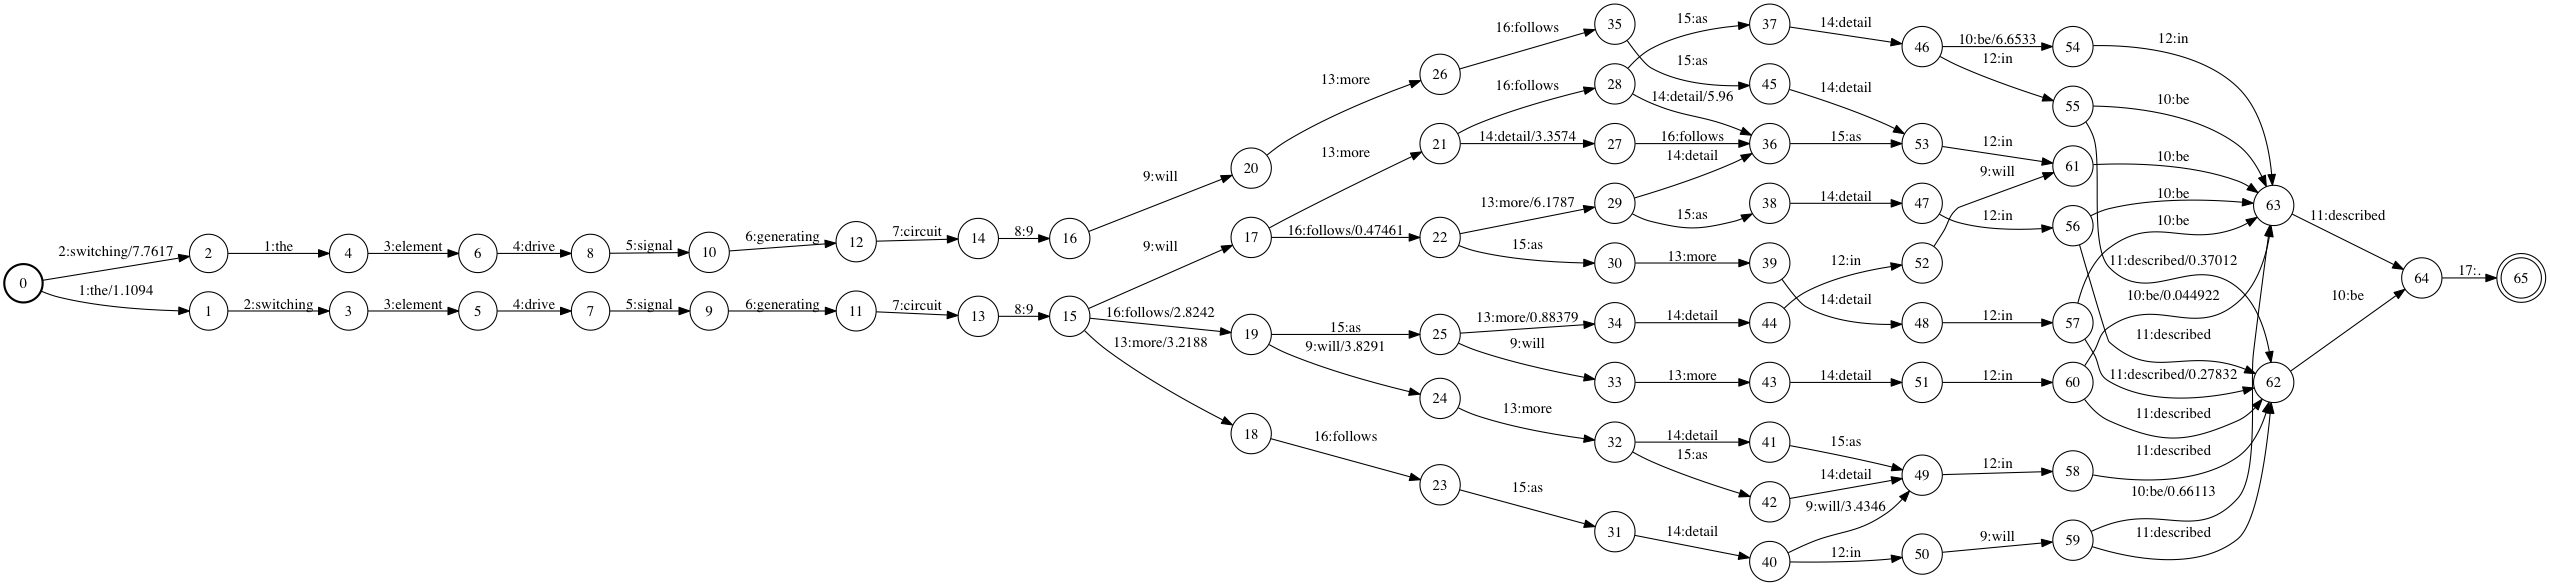 0
2:switching/7.7617
1:the/1.1094
2
1:the
4
3:element
6
4:drive
8
5:signal
10
6:generating
12
7:circuit
14
8:9
16
1
2:switching
3
3:element
5
4:drive
7
5:signal
9
6:generating
11
7:circuit
13
8:9
15
9:will
20
9:will
17
16:follows/2.8242
19
13:more/3.2188
18
13:more
26
13:more
21
16:follows/0.47461
22
15:as
25
9:will/3.8291
24
16:follows
23
16:follows
35
16:follows
28
14:detail/3.3574
27
13:more/6.1787
29
15:as
30
13:more/0.88379
34
9:will
33
13:more
32
15:as
31
15:as
37
15:as
45
14:detail/5.96
16:follows
14:detail
36
15:as
38
13:more
39
14:detail
44
13:more
43
14:detail
41
15:as
42
14:detail
40
14:detail
46
14:detail
53
15:as
14:detail
47
12:in
52
14:detail
48
14:detail
51
15:as
14:detail
9:will/3.4346
49
12:in
50
10:be/6.6533
54
12:in
55
12:in
61
9:will
12:in
56
12:in
57
12:in
60
12:in
58
9:will
59
12:in
10:be
10:be
10:be
10:be
11:described/0.37012
10:be/0.044922
11:described
11:described/0.27832
11:described
11:described
10:be/0.66113
11:described
63
62
11:described
10:be
64
17:.
65